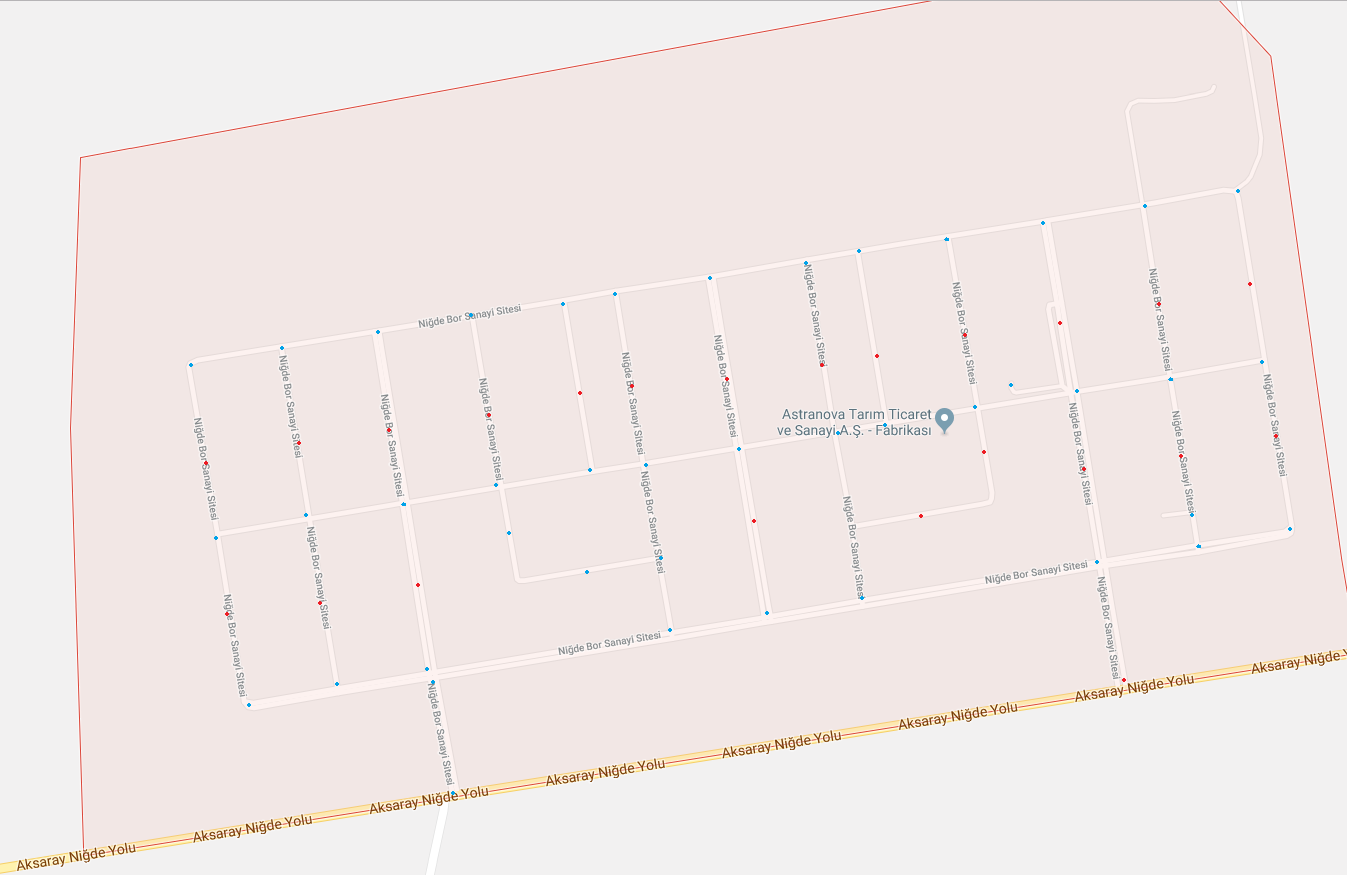 Niğde Bor Sanayi Sitesi
Niğde Bor Sanayi Sitesi
Niğde Bor Sanayi Sitesi
Niğde Bor Sanayi Sitesi
Niğde Bor Sanayi Sitesi
Niğde Bor Sanayi Sitesi
Niğde Bor Sanayi Sitesi
Niğde Bor Sanayi Sitesi
Niğde Bor Sanayi Sitesi
Niğde Bor Sanayi Sitesi
Niğde Bor Sanayi Sitesi
Niğde Bor Sanayi Sitesi
Astranova Tarım Ticaret
ve Sanayi A.Ş. - Fabrikası
Niğde Bor Sanayi Sitesi
Niğde Bor Sanayi Sitesi
Niğde Bor Sanayi Sitesi
Niğde Bor Sanayi Sitesi
Niğde Bor Sanayi Sitesi
Niğde Bor Sanayi Sitesi
Niğde Bor Sanayi Sitesi
Niğde Bor Sanayi Sitesi
Niğde Bor Sanayi Sitesi
Niğde Bor Sanayi Sitesi
Aksaray Niğde Yolu
Aksaray Niğde Yolu
Aksaray Niğde Yolu
Aksaray Niğde Yolu
Aksaray Niğde Yolu
Aksaray Niğde Yolu
Aksaray Niğde Yolu
Aksaray Niğde Y